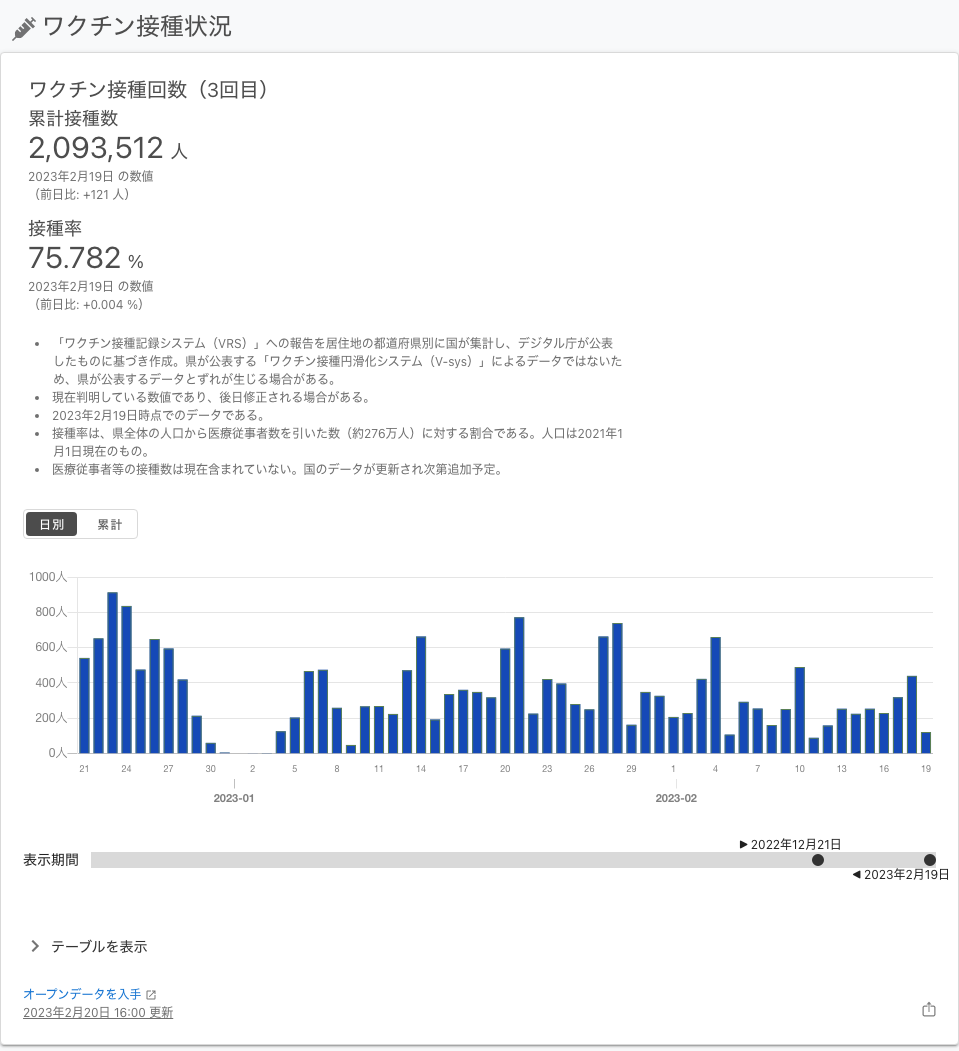 ワクチン接種状況
ワクチン接種回数（3回目）
累計接種数
2,093,512 人
2023年2月19日 の数値
（前日比: +121 人）
接種率
75.782 %
2023年2月19日 の数値
（前日比: +0.004 %）
• 「ワクチン接種記録システム（VRS）」への報告を居住地の都道府県別に国が集計し、デジタル庁が公表
したものに基づき作成。県が公表する「ワクチン接種円滑化システム（V-sys）」によるデータではないた
め、県が公表するデータとずれが生じる場合がある。
• 現在判明している数値であり、後日修正される場合がある。
• 2023年2月19日時点でのデータである。
• 接種率は、県全体の人口から医療従事者数を引いた数（約276万人）に対する割合である。人口は2021年1
月1日現在のもの。
• 医療従事者等の接種数は現在含まれていない。国のデータが更新され次第追加予定。
日別 累計
1000人
800人
600人
400人
200人
0人
21 24 27 30 2 5 8 11 14 17 20 23 26 29 1 4 7 10 13 16 19
2023-01 2023-02
▶ 2022年12月21日
表示期間
◀ 2023年2月19日
テーブルを表示
オープンデータを入手
2023年2月20日 16:00 更新